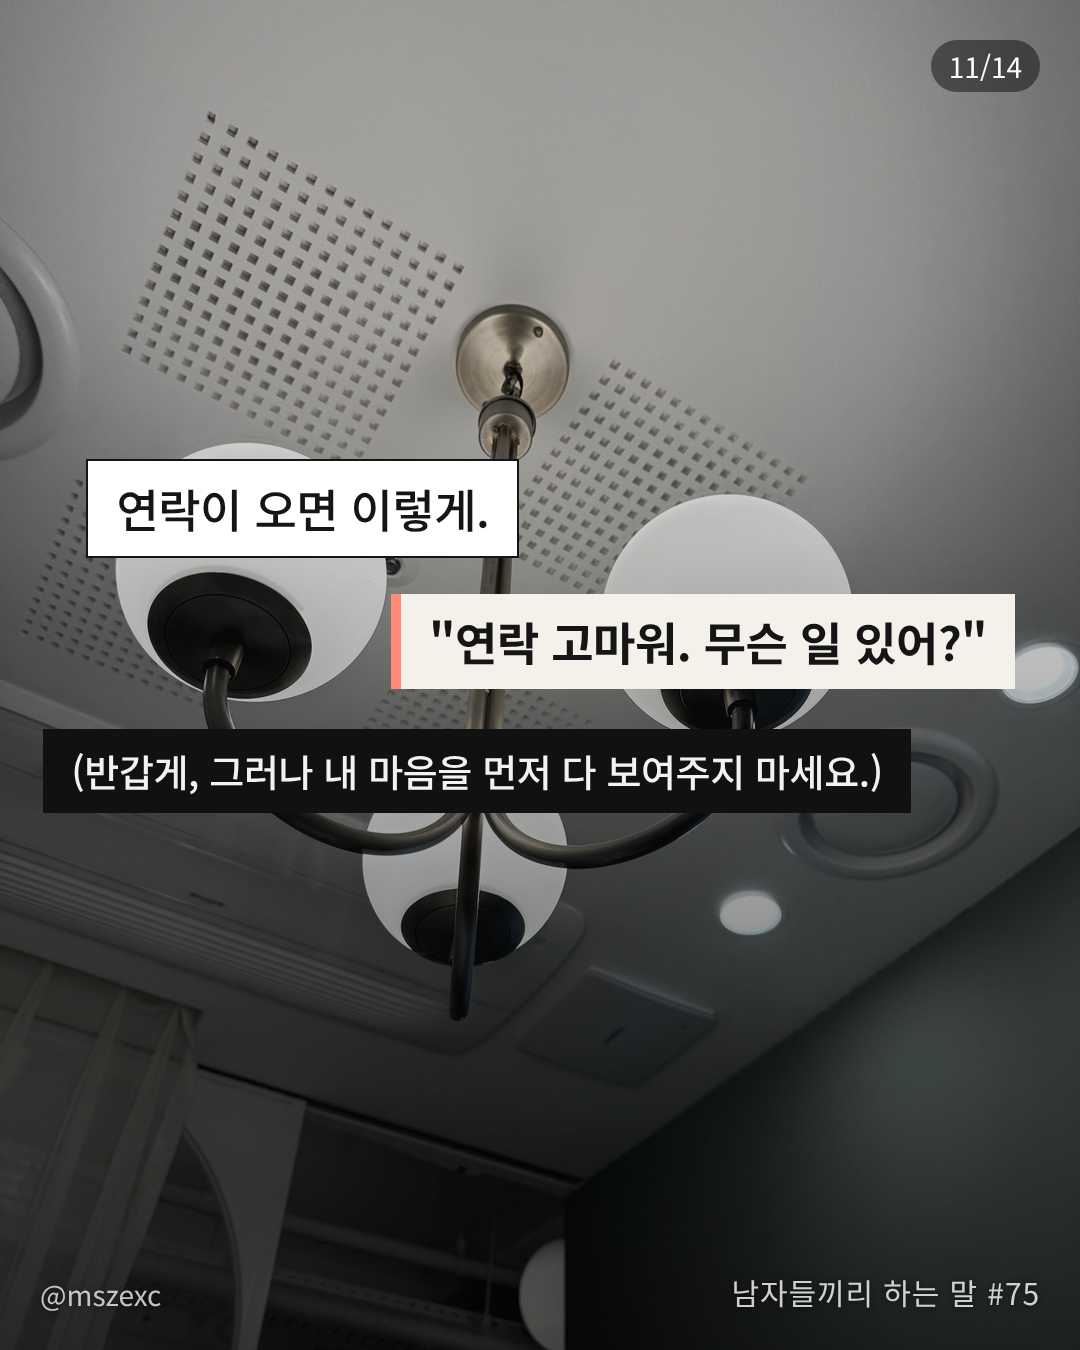 11/14
연락이 오면 이렇게.
"연락 고마워. 무슨 일 있어?"
(반갑게, 그러나 내 마음을 먼저 다 보여주지 마세요.)
@mszexc
남자들끼리 하는 말 #75